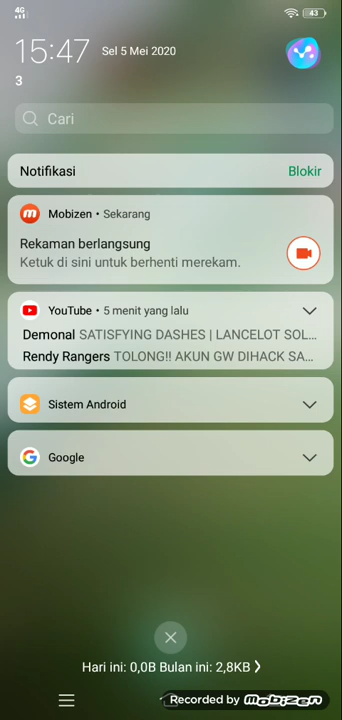 4G
43
15:47 Sel 5 Mei 2020
3
Cari
Notifikasi Blokir
Mobizen • Sekarang
Rekaman berlangsung
Ketuk di sini untuk berhenti merekam.
YouTube • 5 menit yang lalu
Demonal SATISFYING DASHES | LANCELOT SOL...
Rendy Rangers TOLONG!! AKUN GW DIHACK SA...
Sistem Android
Google
Hari ini: 0,0B Bulan ini: 2,8KB
Recorded by mobizen